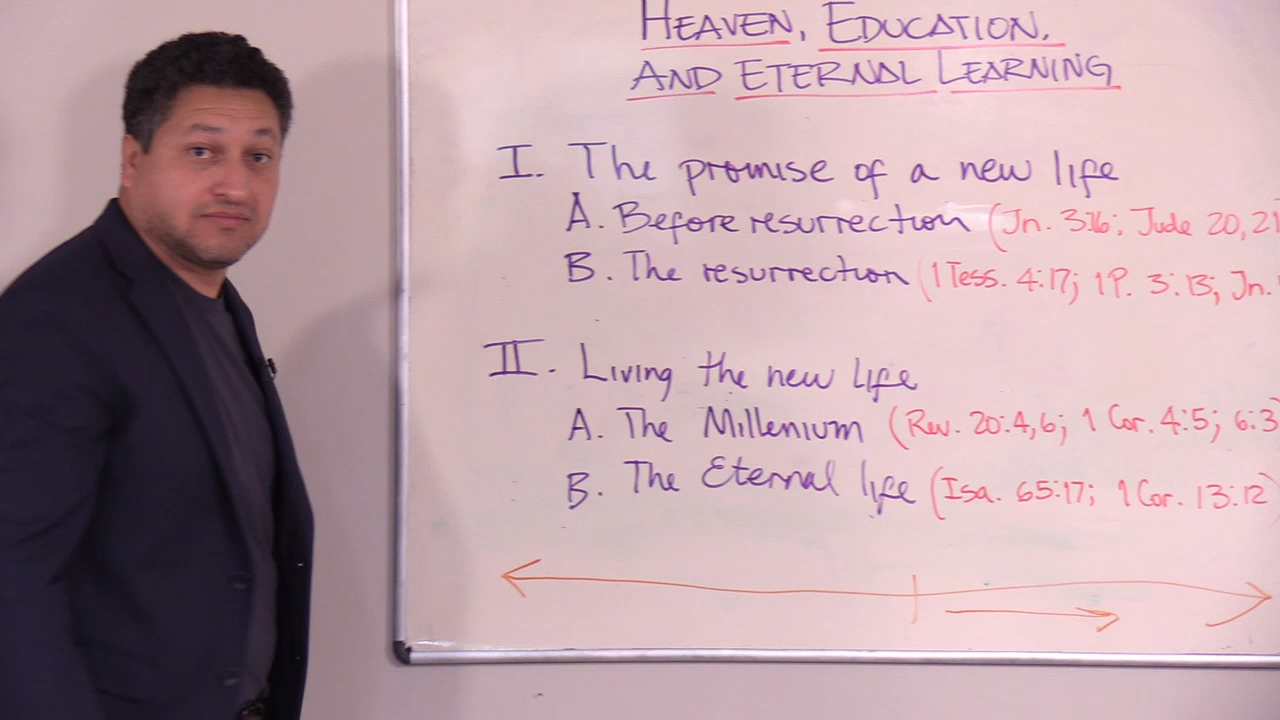 HEAVEN, EDUCATION,
AND ETERNAL LEARNING
I. The promise of a new life
A. Before resurrection (Jn. 3:16; Jude 20,21
B. The resurrection (1 Tess. 4:17; 1 P. 3:13; Jn.
II. Living the new life
A. The Millenium (Rev. 20:4,6; 1 Cor. 4:5; 6:3
B. The Eternal life (Isa. 65:17; 1 Cor. 13:12)